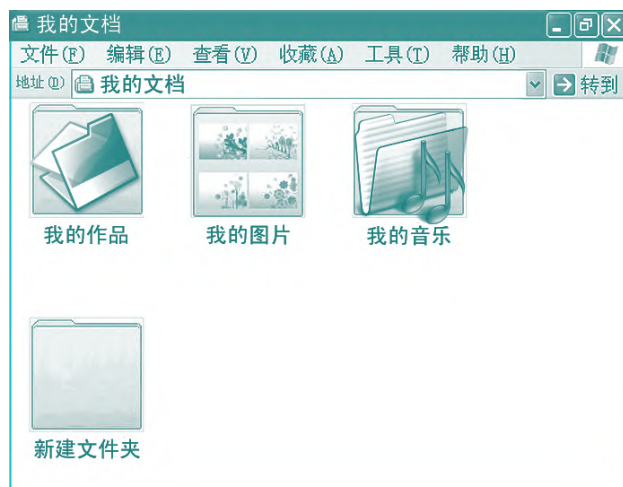 我的文档
文件(F) 编辑(E) 查看(V) 收藏(A) 工具(T) 帮助(H)
地址(D) 我的文档 转到
我的作品 我的图片 我的音乐
新建文件夹